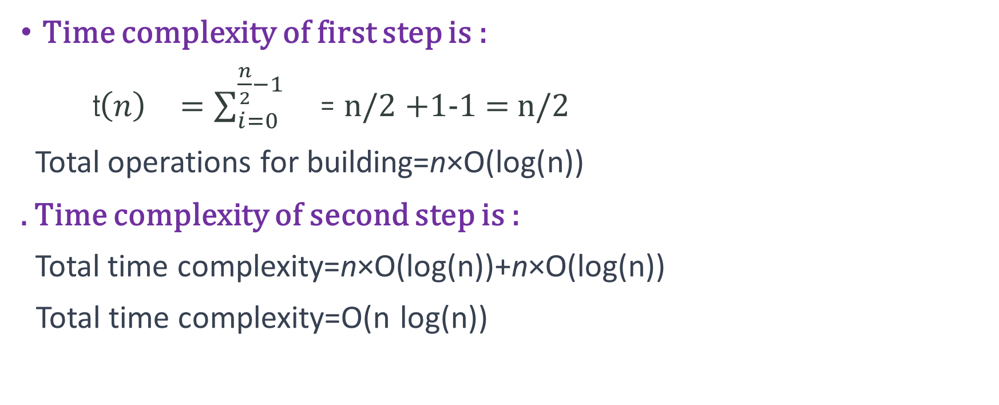 • Time complexity of first step is :
t(n) = ∑_{i=0}^{\frac{n}{2}−1} = n/2 +1-1 = n/2
Total operations for building=n×O(log(n))
. Time complexity of second step is :
Total time complexity=n×O(log(n))+n×O(log(n))
Total time complexity=O(n log(n))